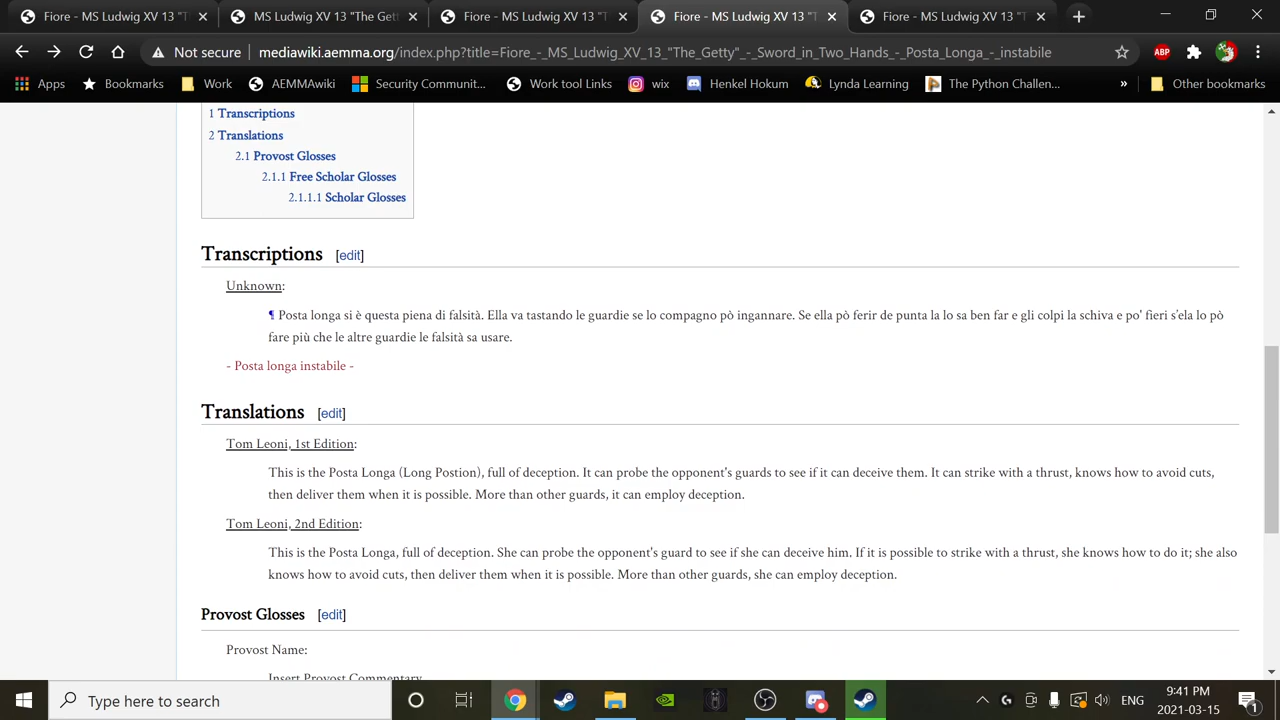 Fiore - MS Ludwig XV 13 "T
MS Ludwig XV 13 "The Getty"
Fiore - MS Ludwig XV 13 "T
Fiore - MS Ludwig XV 13 "T
Fiore - MS Ludwig XV 13 "T
Not secure
mediawiki.aemma.org/index.php?title=Fiore_-_MS_Ludwig_XV_13_"The_Getty"_-_Sword_in_Two_Hands_-_Posta_Longa_-_instabile
ABP
Apps
Bookmarks
Work
AEMMAwiki
Security Communit...
Work tool Links
wix
Henkel Hokum
Lynda Learning
The Python Challen...
»
Other bookmarks
1 Transcriptions
2 Translations
2.1 Provost Glosses
2.1.1 Free Scholar Glosses
2.1.1.1 Scholar Glosses
Transcriptions [edit]
Unknown:
¶ Posta longa si è questa piena di falsità. Ella va tastando le guardie se lo compagno pò ingannare. Se ella pò ferir de punta la lo sa ben far e gli colpi la schiva e po' fieri s'ela lo pò
fare più che le altre guardie le falsità sa usare.
- Posta longa instabile -
Translations [edit]
Tom Leoni, 1st Edition:
This is the Posta Longa (Long Postion), full of deception. It can probe the opponent's guards to see if it can deceive them. It can strike with a thrust, knows how to avoid cuts,
then deliver them when it is possible. More than other guards, it can employ deception.
Tom Leoni, 2nd Edition:
This is the Posta Longa, full of deception. She can probe the opponent's guard to see if she can deceive him. If it is possible to strike with a thrust, she knows how to do it; she also
knows how to avoid cuts, then deliver them when it is possible. More than other guards, she can employ deception.
Provost Glosses [edit]
Provost Name:
Insert Provost Commentary
Type here to search
ENG
9:41 PM
2021-03-15
1